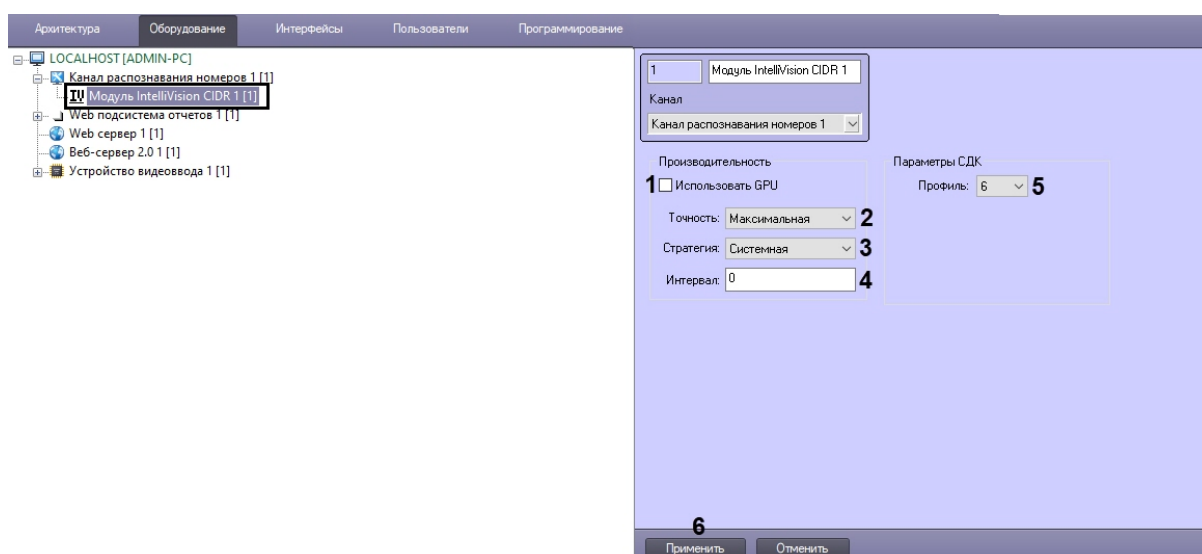 Архитектура Оборудование Интерфейсы Пользователи Программирование
LOCALHOST [ADMIN-PC]
Канал распознавания номеров 1 [1]
IV Модуль IntelliVision CIDR 1 [1]
Web подсистема отчетов 1 [1]
Web сервер 1 [1]
Веб-сервер 2.0 1 [1]
Устройство видеоввода 1 [1]
1 Модуль IntelliVision CIDR 1
Канал
Канал распознавания номеров 1
Производительность
1 Использовать GPU
Точность: Максимальная 2
Стратегия: Системная 3
Интервал: 0 4
Параметры СДК
Профиль: 6 5
6
Применить Отменить